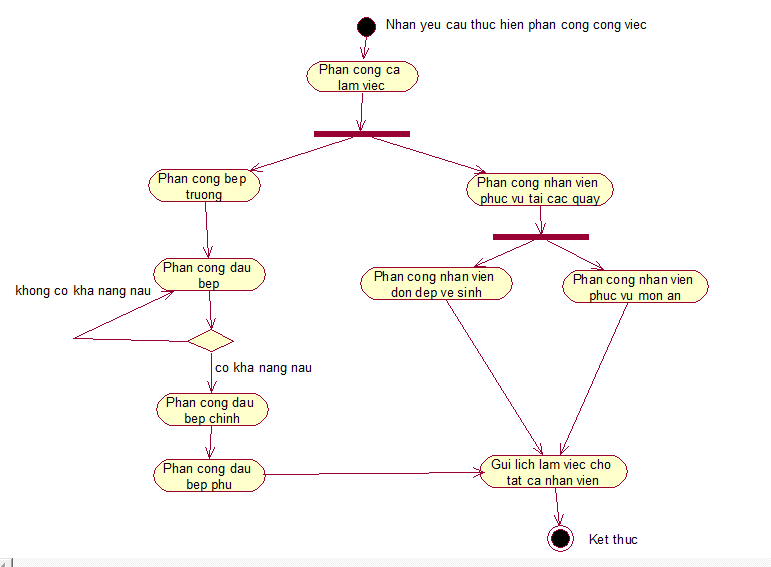 Nhan yeu cau thuc hien phan cong cong viec
Phan cong ca
lam viec
Phan cong bep
truong
Phan cong nhan vien
phuc vu tai cac quay
Phan cong dau
bep
khong co kha nang nau
Phan cong nhan vien
don dep ve sinh
Phan cong nhan vien
phuc vu mon an
co kha nang nau
Phan cong dau
bep chinh
Phan cong dau
bep phu
Gui lich lam viec cho
tat ca nhan vien
Ket thuc